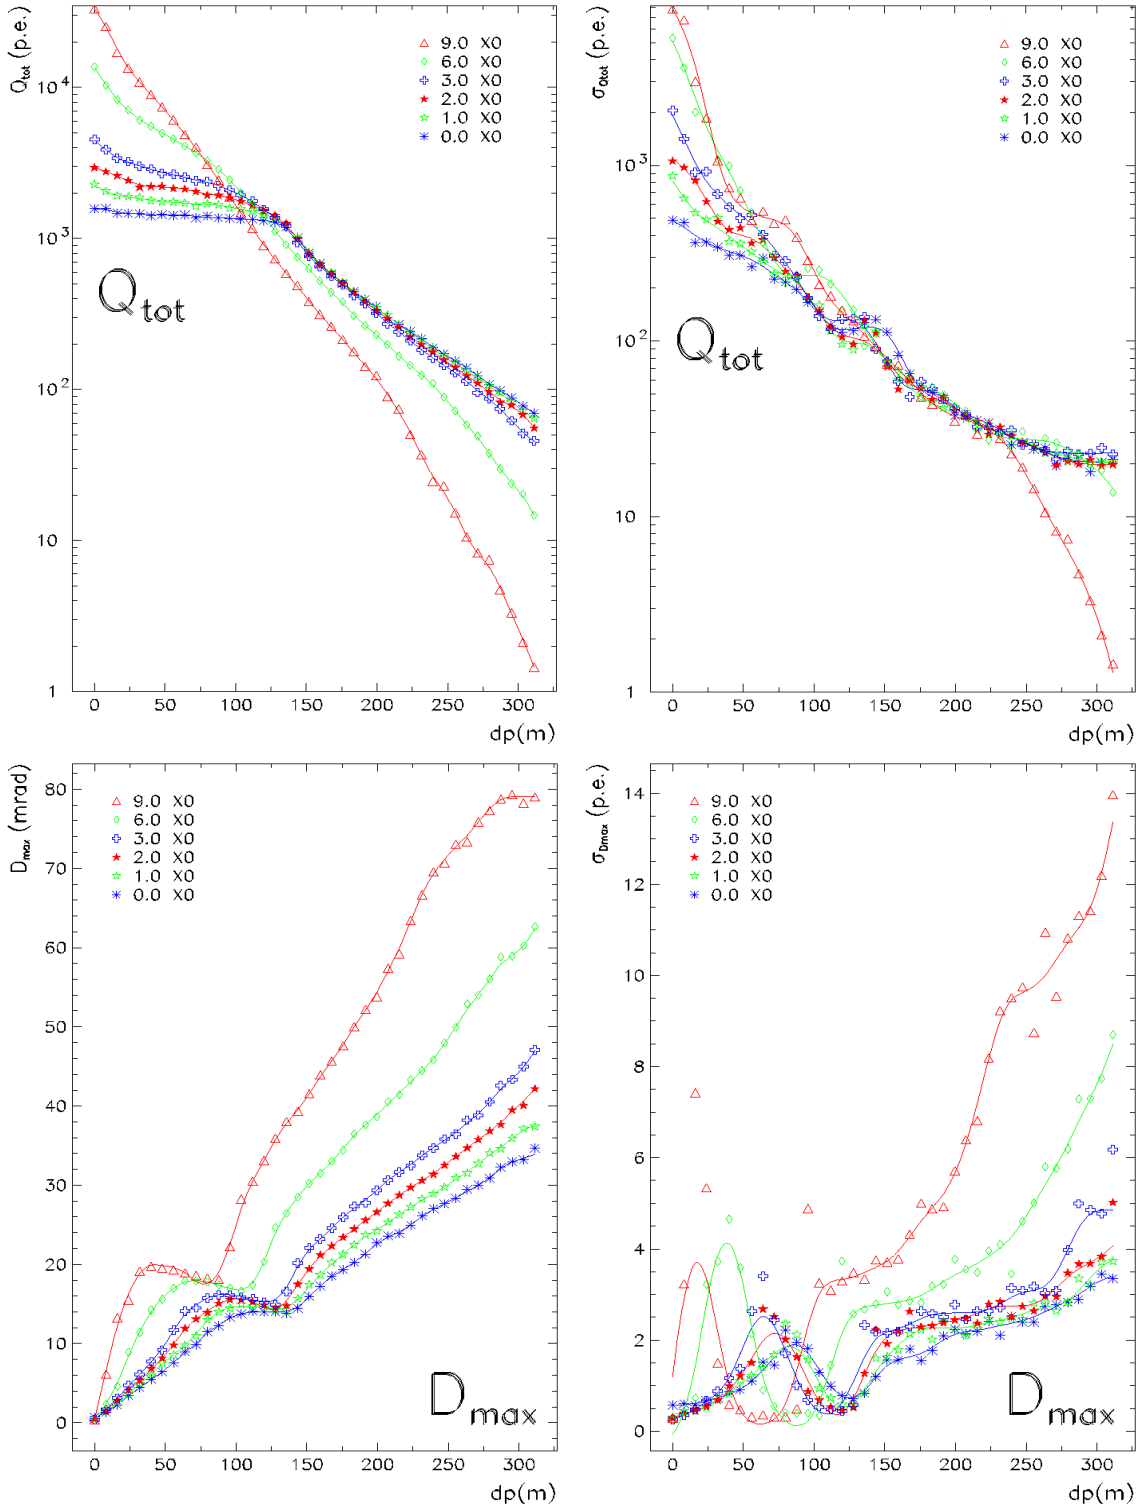 Q_tot (p.e.)
10^4
10^3
10^2
10
1
9.0 X0
6.0 X0
3.0 X0
2.0 X0
1.0 X0
0.0 X0
Q_tot
0 50 100 150 200 250 300
dp(m)
σ_Qtot (p.e.)
10^3
10^2
10
1
9.0 X0
6.0 X0
3.0 X0
2.0 X0
1.0 X0
0.0 X0
Q_tot
0 50 100 150 200 250 300
dp(m)
D_max (mrad)
80
70
60
50
40
30
20
10
0
9.0 X0
6.0 X0
3.0 X0
2.0 X0
1.0 X0
0.0 X0
D_max
0 50 100 150 200 250 300
dp(m)
σ_Dmax (p.e.)
14
12
10
8
6
4
2
0
9.0 X0
6.0 X0
3.0 X0
2.0 X0
1.0 X0
0.0 X0
D_max
0 50 100 150 200 250 300
dp(m)